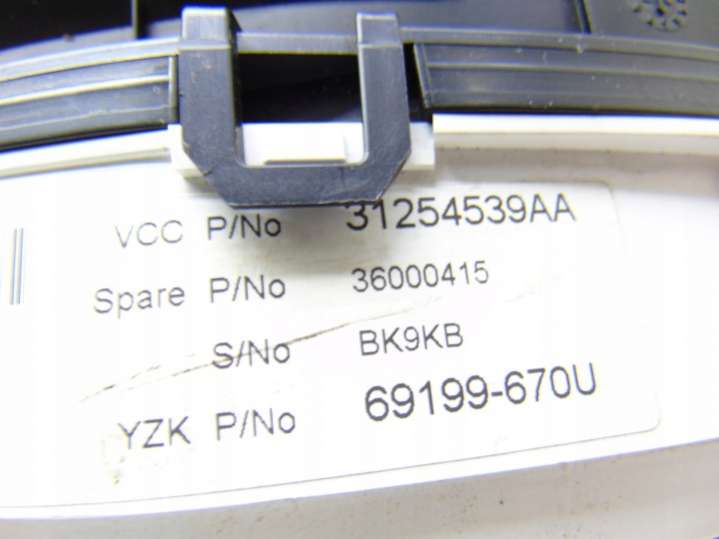 VCC P/No 31254539AA
Spare P/No 36000415
S/No BK9KB
YZK P/No 69199-670U